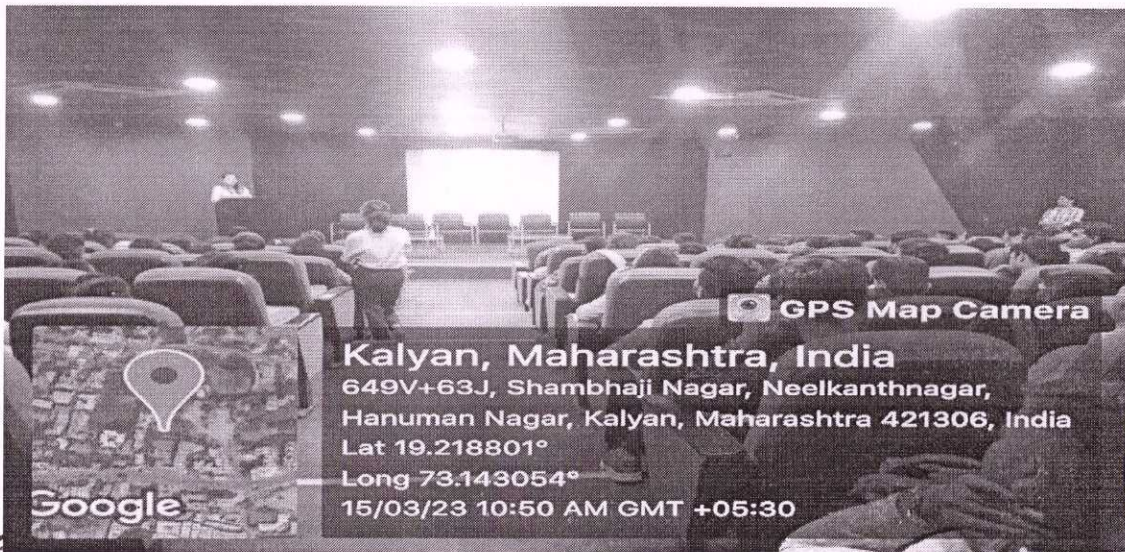 GPS Map Camera
Kalyan, Maharashtra, India
649V+63J, Shambhaji Nagar, Neelkanthnagar,
Hanuman Nagar, Kalyan, Maharashtra 421306, India
Lat 19.218801°
Long 73.143054°
15/03/23 10:50 AM GMT +05:30
Google